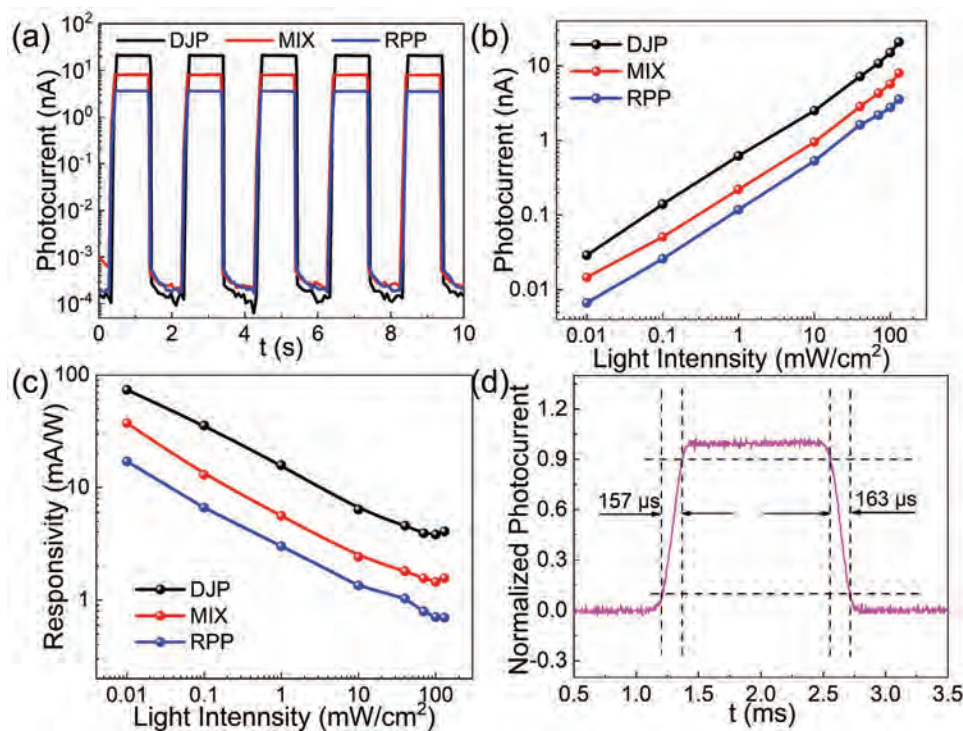 (a)
DJP MIX RPP
Photocurrent (nA)
10²
10¹
10⁰
10⁻¹
10⁻²
10⁻³
10⁻⁴
0 2 4 6 8 10
t (s)
(b)
DJP
MIX
RPP
Photocurrent (nA)
10
1
0.1
0.01
0.01 0.1 1 10 100
Light Intennsity (mW/cm²)
(c)
Responsivity (mA/W)
100
10
1
DJP
MIX
RPP
0.01 0.1 1 10 100
Light Intennsity (mW/cm²)
(d)
Normalized Photocurrent
1.2
0.9
0.6
0.3
0.0
-0.3
157 μs
163 μs
0.5 1.0 1.5 2.0 2.5 3.0 3.5
t (ms)